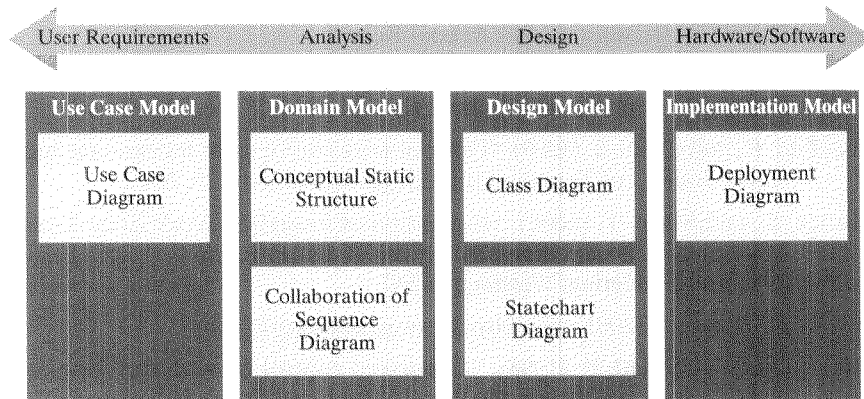 User Requirements
Analysis
Design
Hardware/Software
Use Case Model
Use Case
Diagram
Domain Model
Conceptual Static
Structure
Collaboration of
Sequence
Diagram
Design Model
Class Diagram
Statechart
Diagram
Implementation Model
Deployment
Diagram